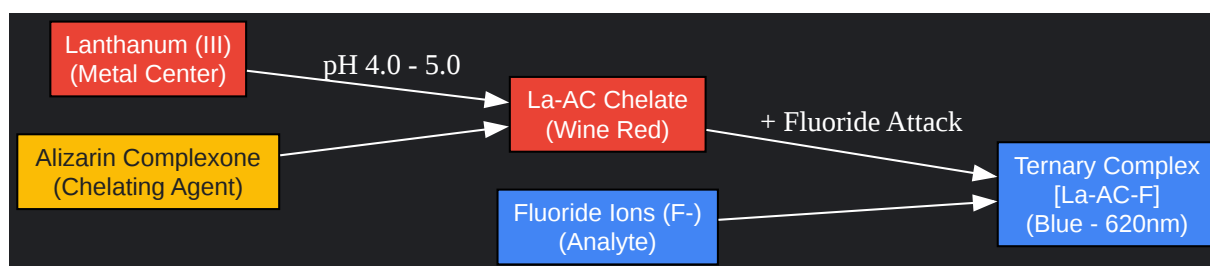 Lanthanum (III)
(Metal Center)
pH 4.0 - 5.0
La-AC Chelate
(Wine Red)
+ Fluoride Attack
Alizarin Complexone
(Chelating Agent)
Ternary Complex
[La-AC-F]
(Blue - 620nm)
Fluoride Ions (F-)
(Analyte)